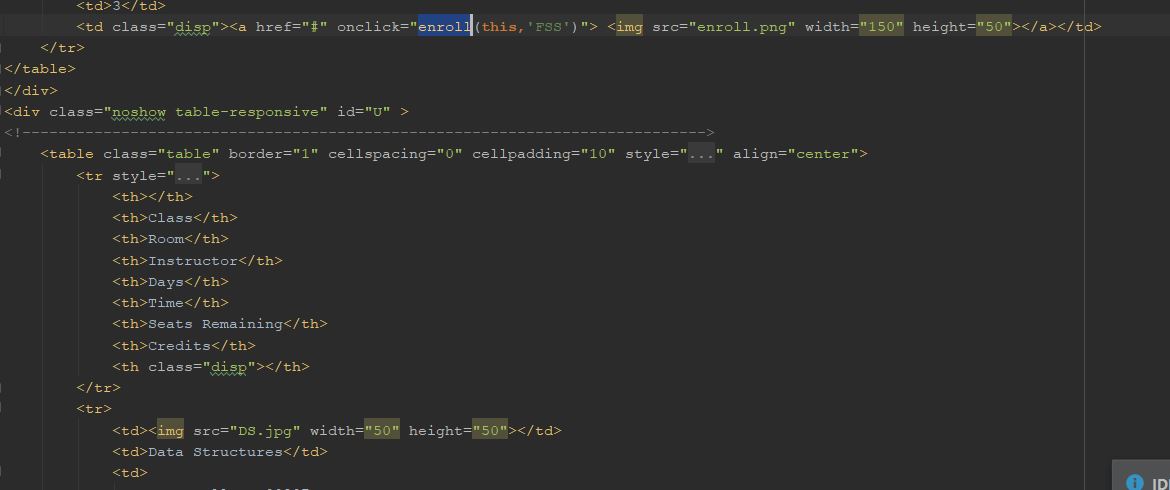 <td>3</td>
<td class="disp"><a href="#" onclick="enroll(this,'FSS')"> <img src="enroll.png" width="150" height="50"></a></td>
</tr>
</table>
</div>
<div class="noshow table-responsive" id="U" >
<!---------------------------------------------------------------------------->
<table class="table" border="1" cellspacing="0" cellpadding="10" style="..." align="center">
<tr style="...">
<th></th>
<th>Class</th>
<th>Room</th>
<th>Instructor</th>
<th>Days</th>
<th>Time</th>
<th>Seats Remaining</th>
<th>Credits</th>
<th class="disp"></th>
</tr>
<tr>
<td><img src="DS.jpg" width="50" height="50"></td>
<td>Data Structures</td>
<td>